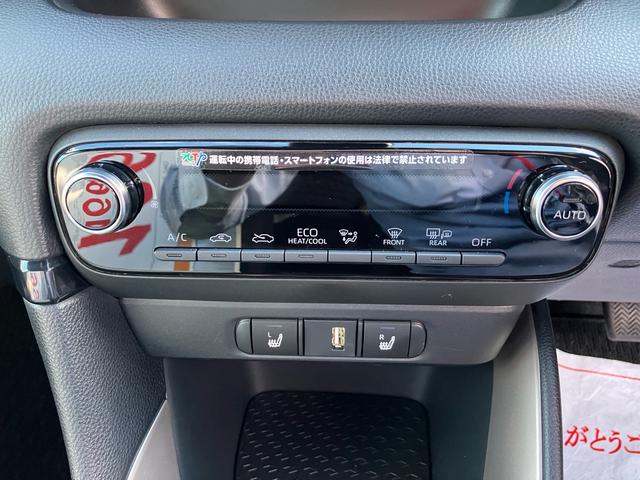 運転中の携帯電話・スマートフォンの使用は法律で禁止されています
A/C
ECO
HEAT/COOL
FRONT
REAR
OFF
AUTO
L
R
がとうご